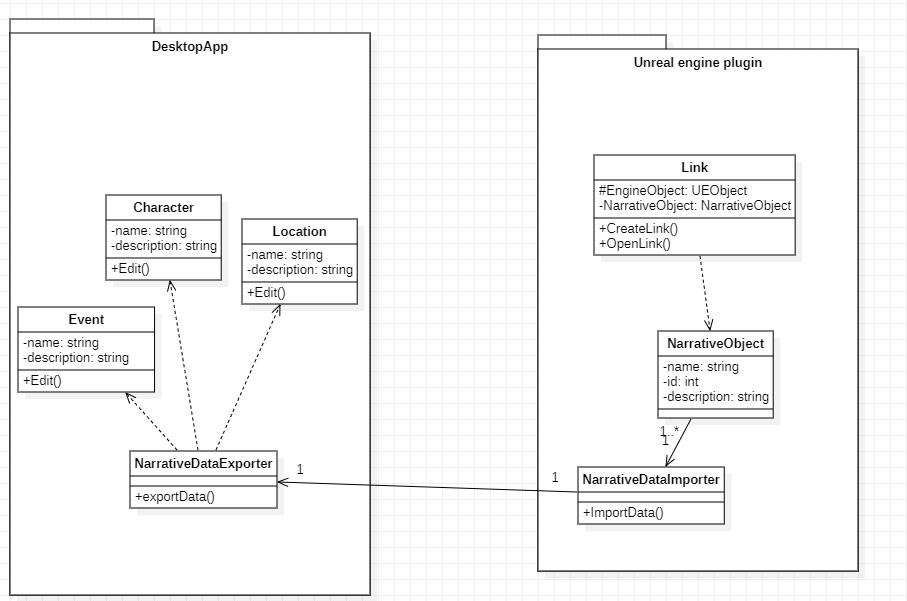 DesktopApp
Character
-name: string
-description: string
+Edit()
Location
-name: string
-description: string
+Edit()
Event
-name: string
-description: string
+Edit()
NarrativeDataExporter
+exportData()
1
1
Unreal engine plugin
Link
#EngineObject: UEObject
-NarrativeObject: NarrativeObject
+CreateLink()
+OpenLink()
NarrativeObject
-name: string
-id: int
-description: string
1..*
1
NarrativeDataImporter
+ImportData()